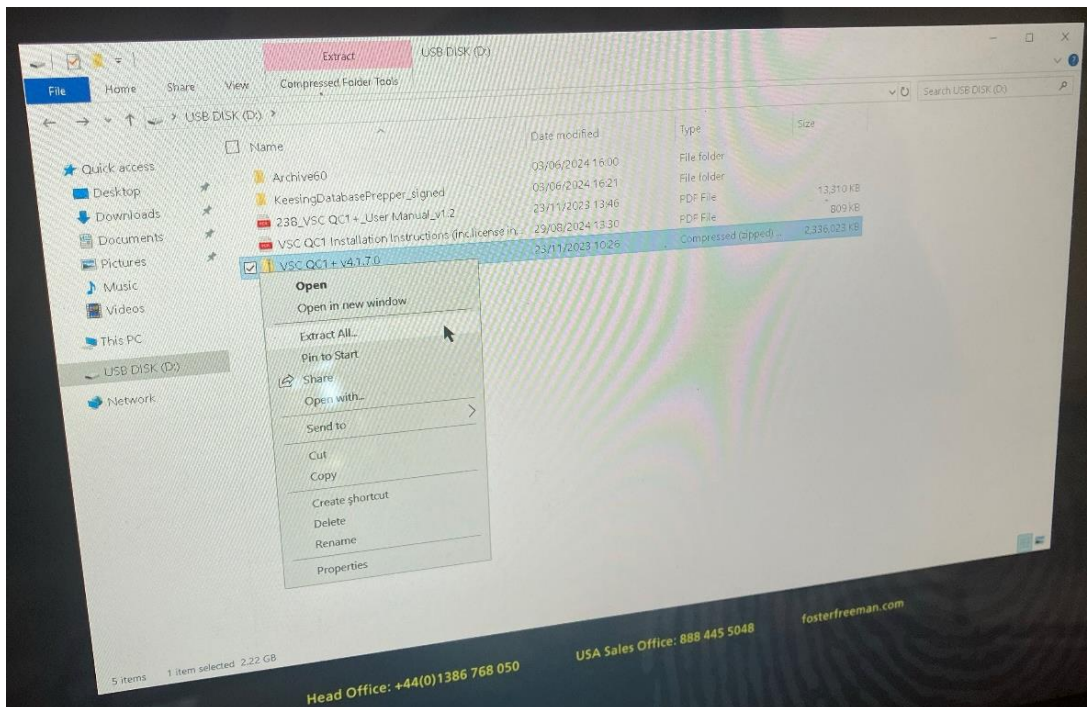 Extract USB DISK (D:)
File Home Share View Compressed Folder Tools
USB DISK (D:) Search USB DISK (D:)
Name Date modified Type Size
Quick access
Desktop
Downloads
Documents
Pictures
Music
Videos
This PC
USB DISK (D:)
Network
Archive60 03/06/2024 16:00 File folder
KeesingDatabasePrepper_signed 03/06/2024 16:21 File folder
23B_VSC QC1+_User Manual_v1.2 23/11/2023 13:46 PDF File 13,310 KB
VSC QC1 Installation Instructions (inc.license in... 29/08/2024 13:30 PDF File 809 KB
VSC QC1+ v4.1.7.0 23/11/2023 10:26 Compressed (zipped)... 2,336,023 KB
Open
Open in new window
Extract All...
Pin to Start
Share
Open with...
Send to
Cut
Copy
Create shortcut
Delete
Rename
Properties
5 items 1 item selected 2.22 GB
Head Office: +44(0)1386 768 050 USA Sales Office: 888 445 5048 fosterfreeman.com